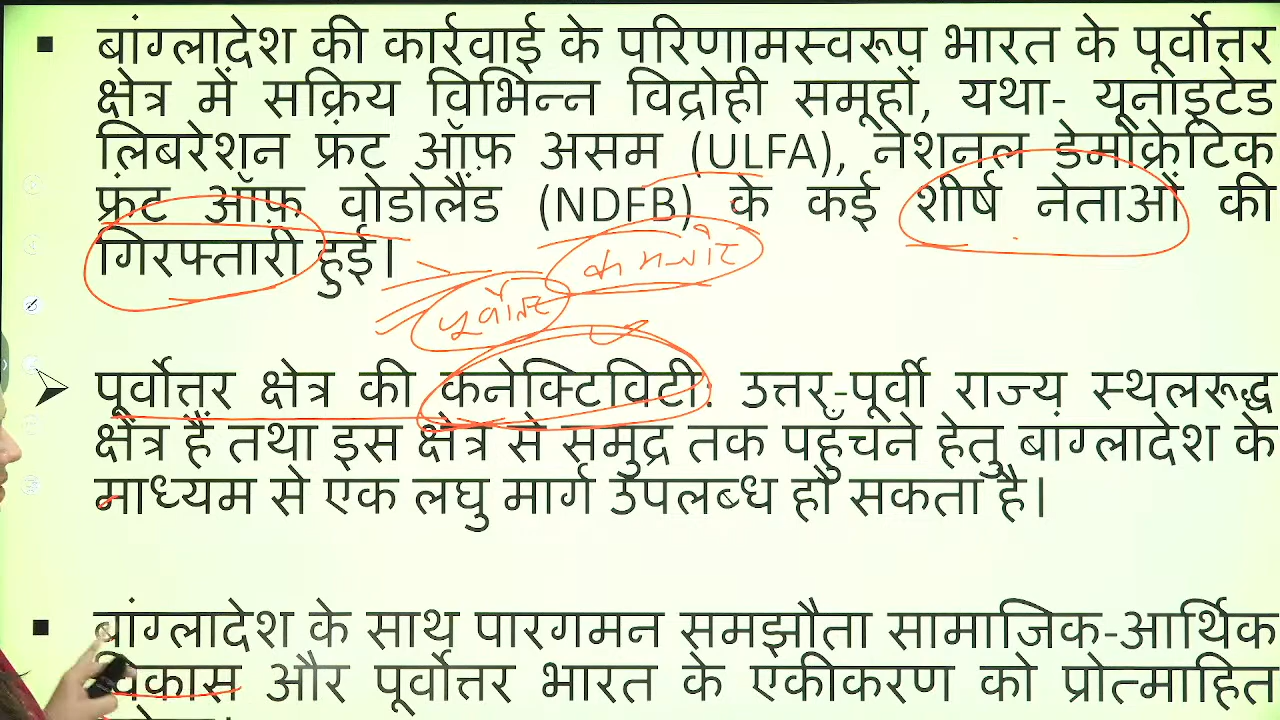 ▪ बांग्लादेश की कार्रवाई के परिणामस्वरूप भारत के पूर्वोत्तर
क्षेत्र में सक्रिय विभिन्न विद्रोही समूहों, यथा- यूनाइटेड
लिबरेशन फ्रंट ऑफ़ असम (ULFA), नेशनल डेमोक्रेटिक
फ्रंट ऑफ़ वोडोलैंड (NDFB) के कई शीर्ष नेताओं की
गिरफ्तारी हुई।
पूर्वोत्तर क्षेत्र की कनेक्टिविटी: उत्तर-पूर्वी राज्य स्थलरूद्ध
क्षेत्र हैं तथा इस क्षेत्र से समुद्र तक पहुँचने हेतु बांग्लादेश के
माध्यम से एक लघु मार्ग उपलब्ध हो सकता है।
▪ बांग्लादेश के साथ पारगमन समझौता सामाजिक-आर्थिक
विकास और पूर्वोत्तर भारत के एकीकरण को प्रोत्माहित